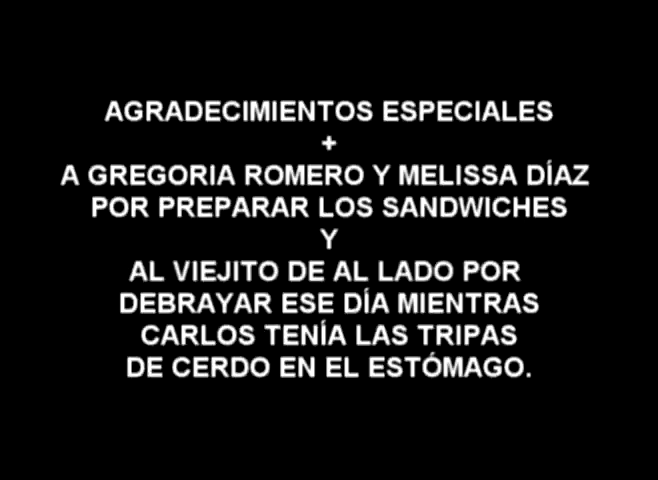 AGRADECIMIENTOS ESPECIALES
+
A GREGORIA ROMERO Y MELISSA DÍAZ
POR PREPARAR LOS SANDWICHES
Y
AL VIEJITO DE AL LADO POR
DEBRAYAR ESE DÍA MIENTRAS
CARLOS TENÍA LAS TRIPAS
DE CERDO EN EL ESTÓMAGO.